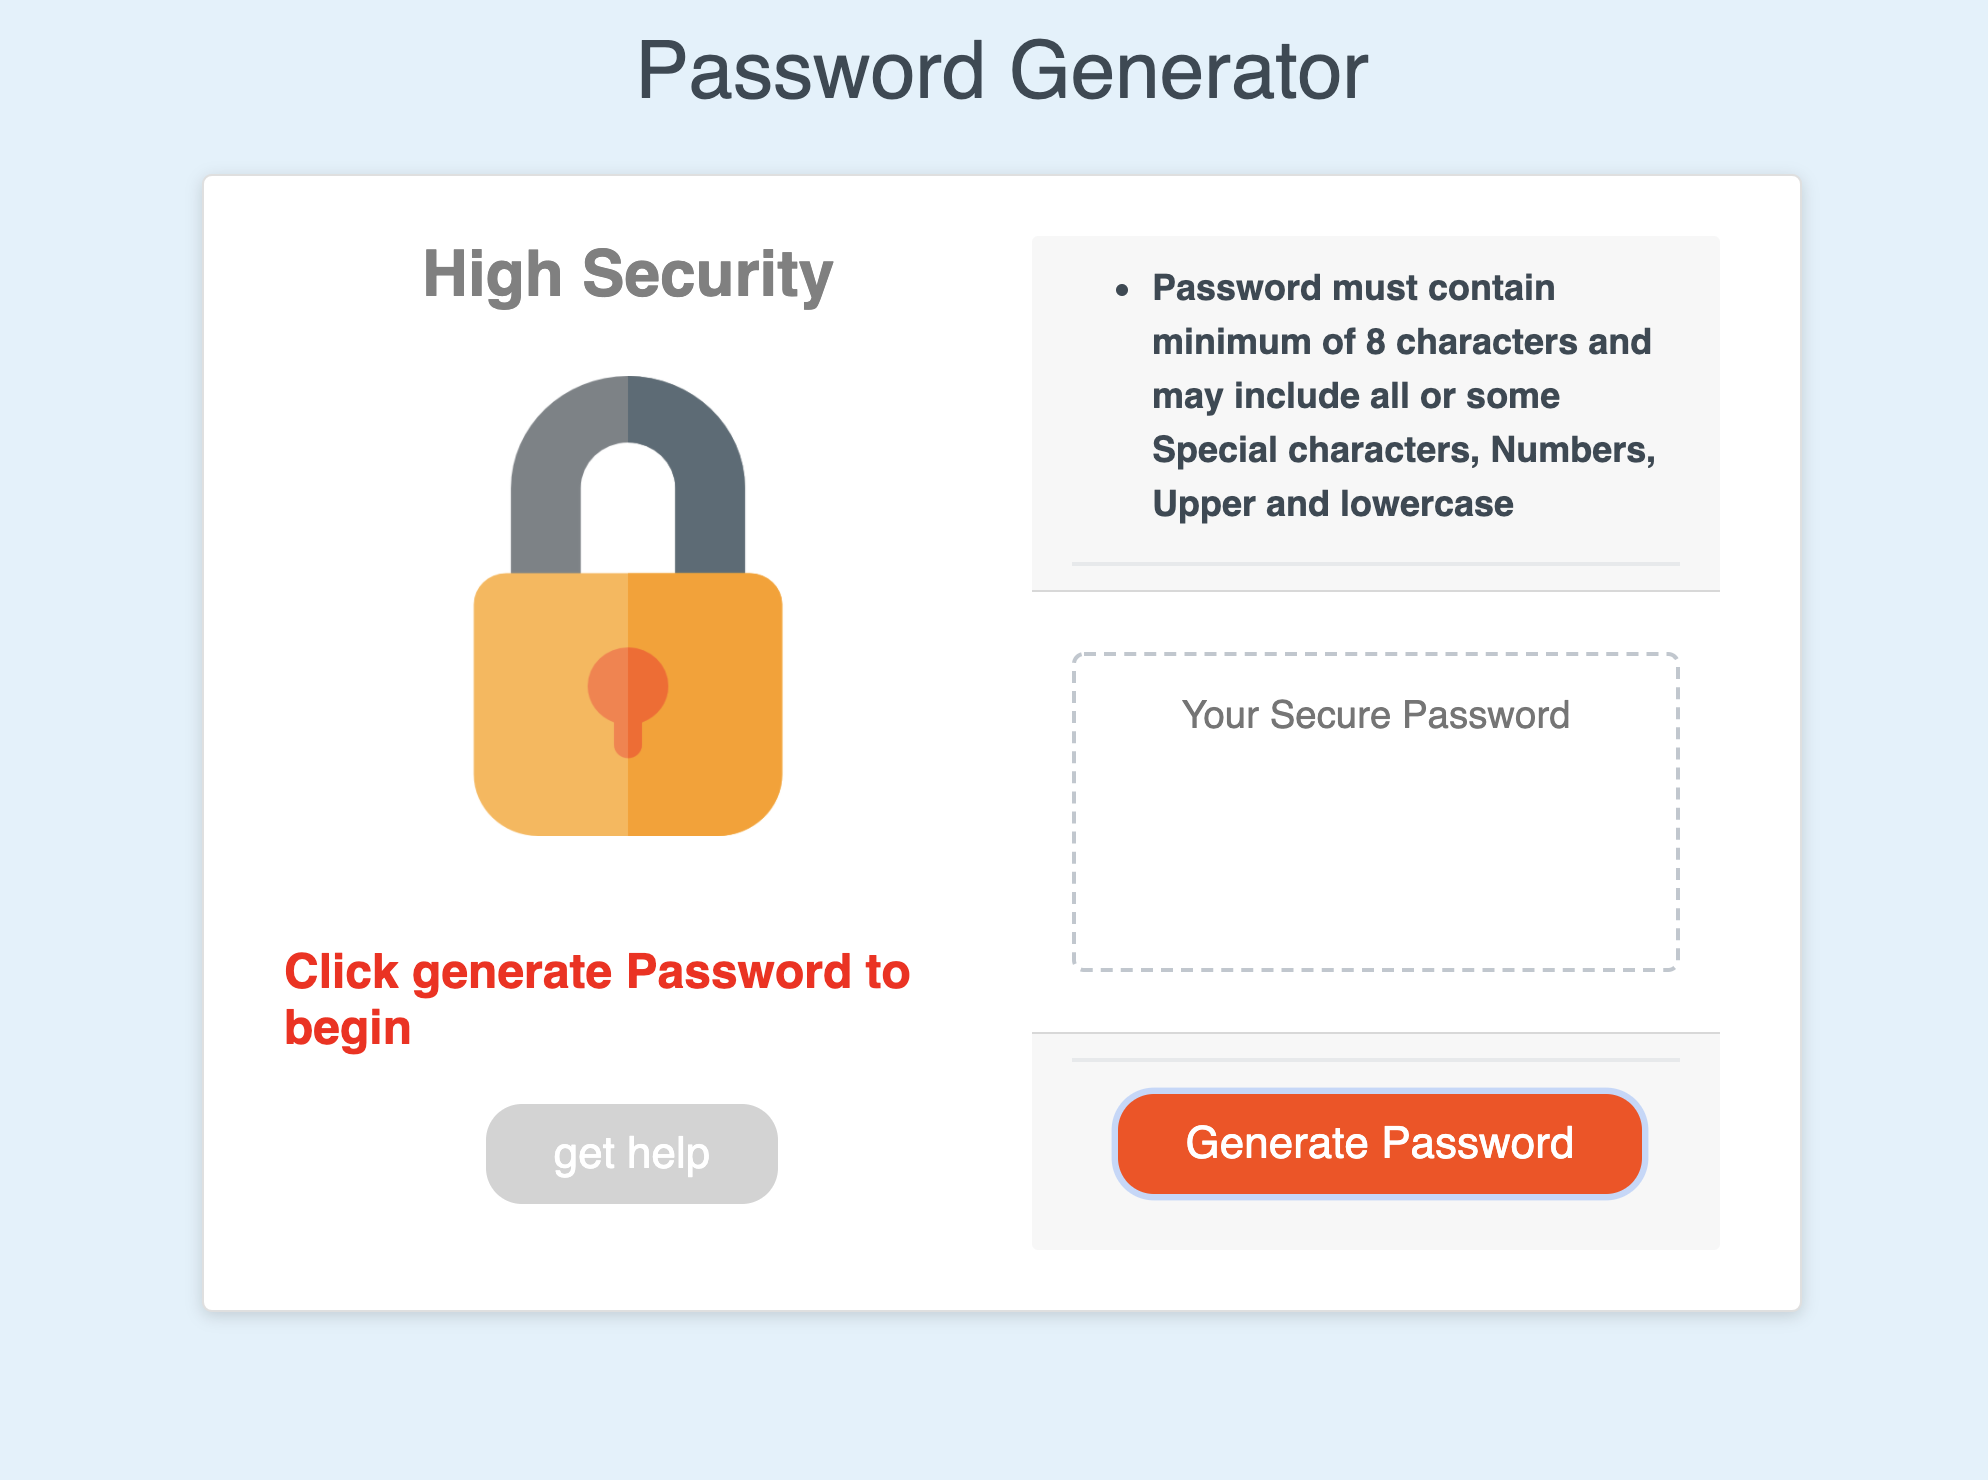 Password Generator
High Security
Click generate Password to
begin
get help
• Password must contain
minimum of 8 characters and
may include all or some
Special characters, Numbers,
Upper and lowercase
Your Secure Password
Generate Password